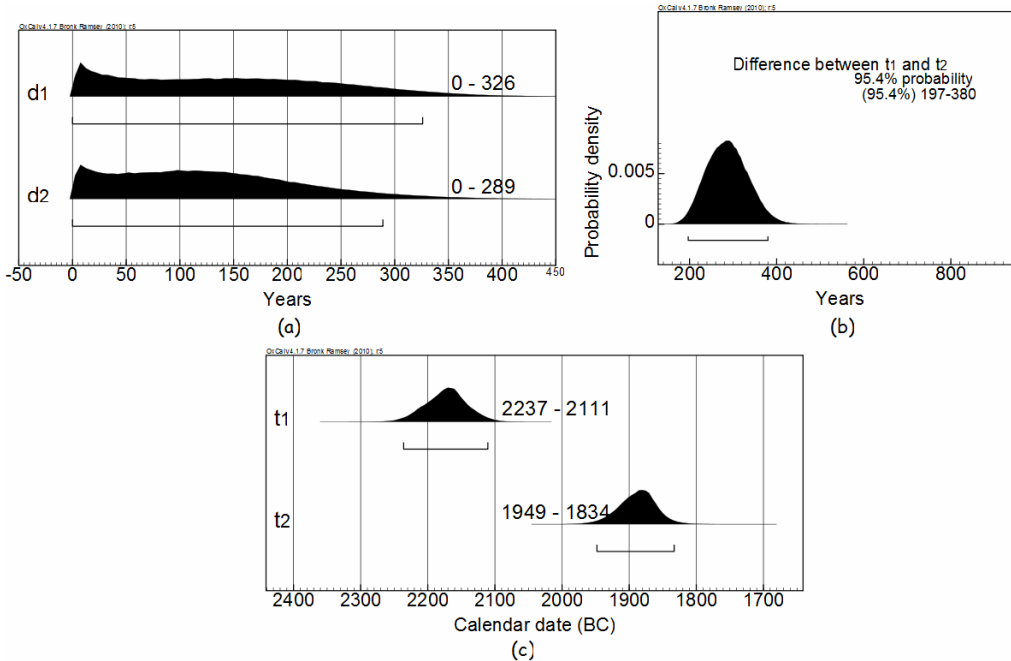 OxCal v4.1.7 Bronk Ramsey (2010); r:5
d1
0 - 326
d2
0 - 289
-50 0 50 100 150 200 250 300 350 400 450
Years
(a)
OxCal v4.1.7 Bronk Ramsey (2010); r:5
Difference between t1 and t2
95.4% probability
(95.4%) 197-380
Probability density
0.005
0
200 400 600 800
Years
(b)
OxCal v4.1.7 Bronk Ramsey (2010); r:5
t1
2237 - 2111
t2
1949 - 1834
2400 2300 2200 2100 2000 1900 1800 1700
Calendar date (BC)
(c)